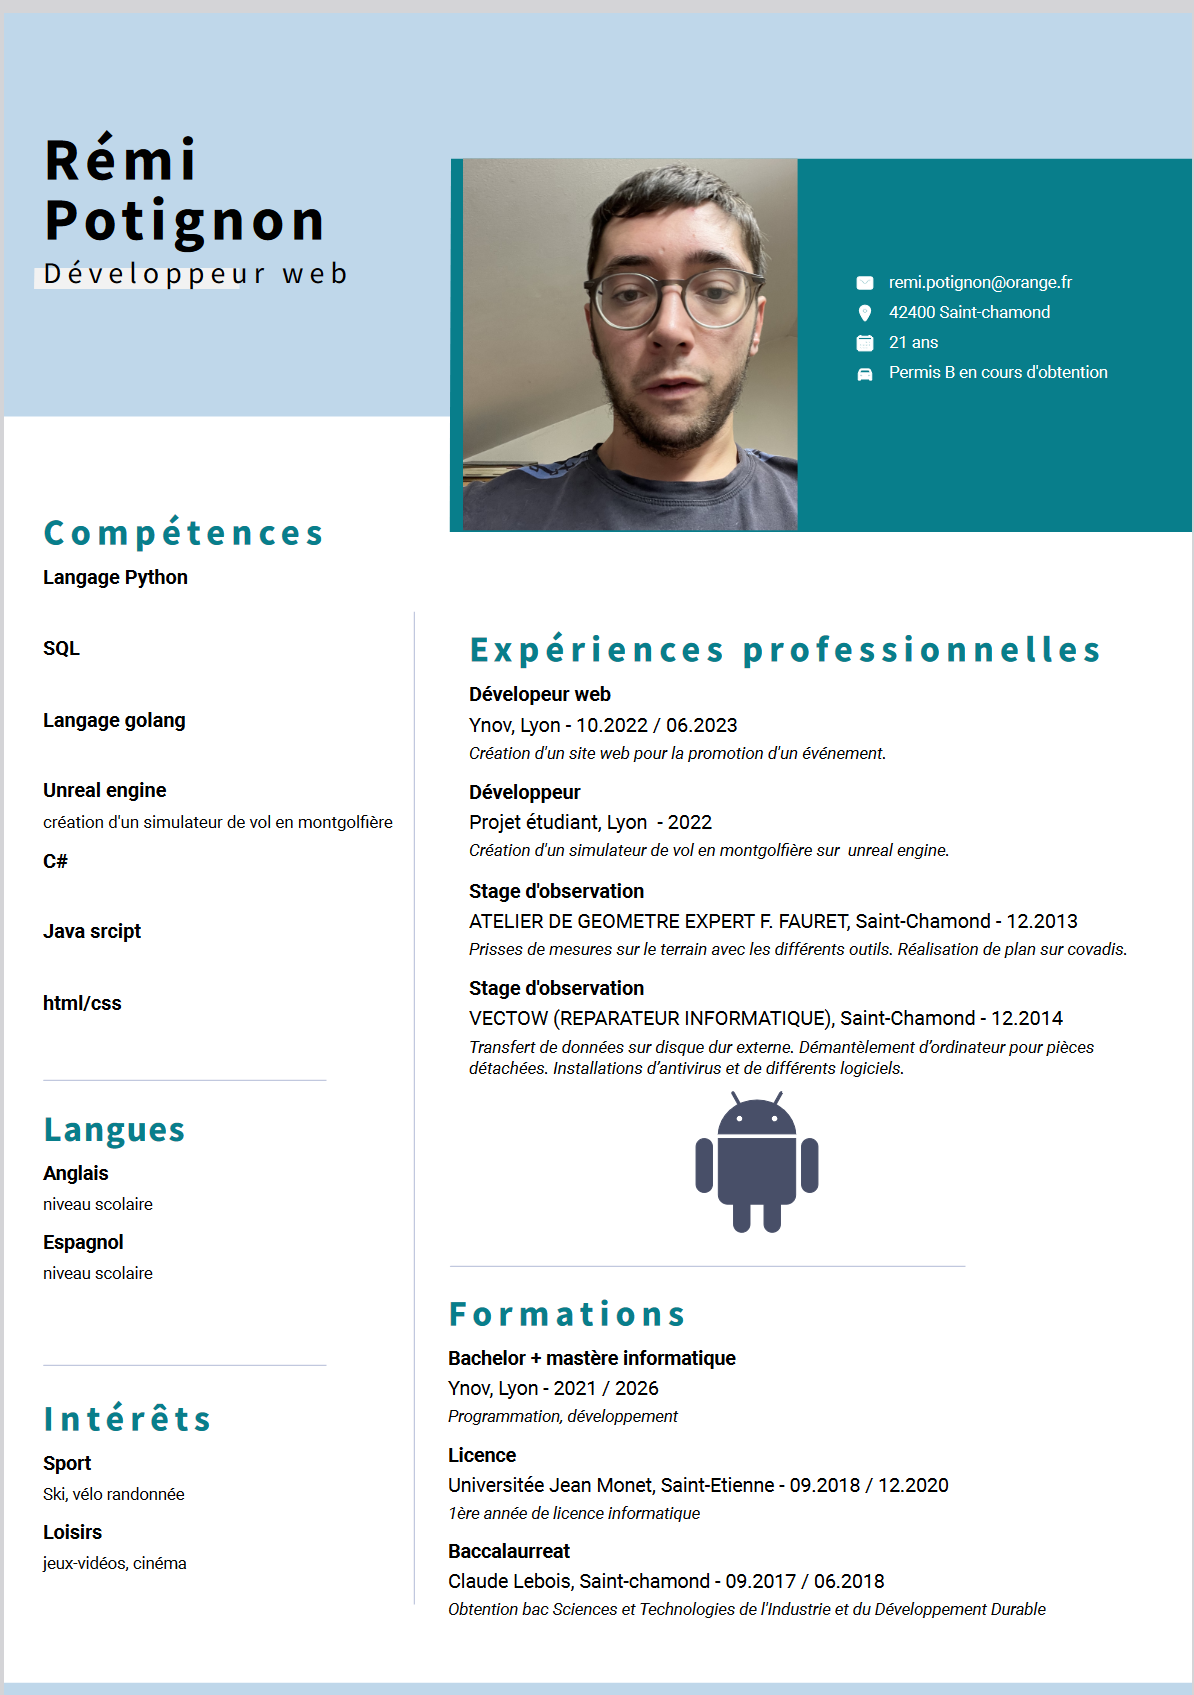 Rémi
Potignon
Développeur web
remi.potignon@orange.fr
42400 Saint-chamond
21 ans
Permis B en cours d'obtention
Compétences
Langage Python
SQL
Langage golang
Unreal engine
création d'un simulateur de vol en montgolfière
C#
Java srcipt
html/css
Langues
Anglais
niveau scolaire
Espagnol
niveau scolaire
Intérêts
Sport
Ski, vélo randonnée
Loisirs
jeux-vidéos, cinéma
Expériences professionnelles
Dévelopeur web
Ynov, Lyon - 10.2022 / 06.2023
Création d'un site web pour la promotion d'un événement.
Développeur
Projet étudiant, Lyon  - 2022
Création d'un simulateur de vol en montgolfière sur  unreal engine.
Stage d'observation
ATELIER DE GEOMETRE EXPERT F. FAURET, Saint-Chamond - 12.2013
Prisses de mesures sur le terrain avec les différents outils. Réalisation de plan sur covadis.
Stage d'observation
VECTOW (REPARATEUR INFORMATIQUE), Saint-Chamond - 12.2014
Transfert de données sur disque dur externe. Démantèlement d’ordinateur pour pièces
détachées. Installations d’antivirus et de différents logiciels.
Formations
Bachelor + mastère informatique
Ynov, Lyon - 2021 / 2026
Programmation, développement
Licence
Universitée Jean Monet, Saint-Etienne - 09.2018 / 12.2020
1ère année de licence informatique
Baccalaurreat
Claude Lebois, Saint-chamond - 09.2017 / 06.2018
Obtention bac Sciences et Technologies de l'Industrie et du Développement Durable